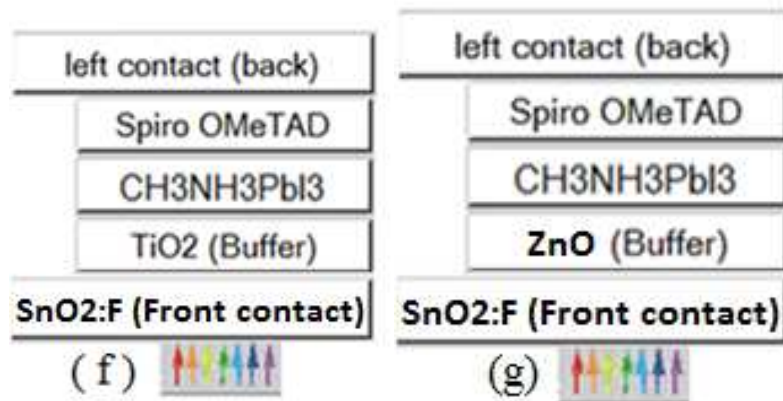 left contact (back)
Spiro OMeTAD
CH3NH3PbI3
TiO2 (Buffer)
SnO2:F (Front contact)
( f )
left contact (back)
Spiro OMeTAD
CH3NH3PbI3
ZnO (Buffer)
SnO2:F (Front contact)
(g)